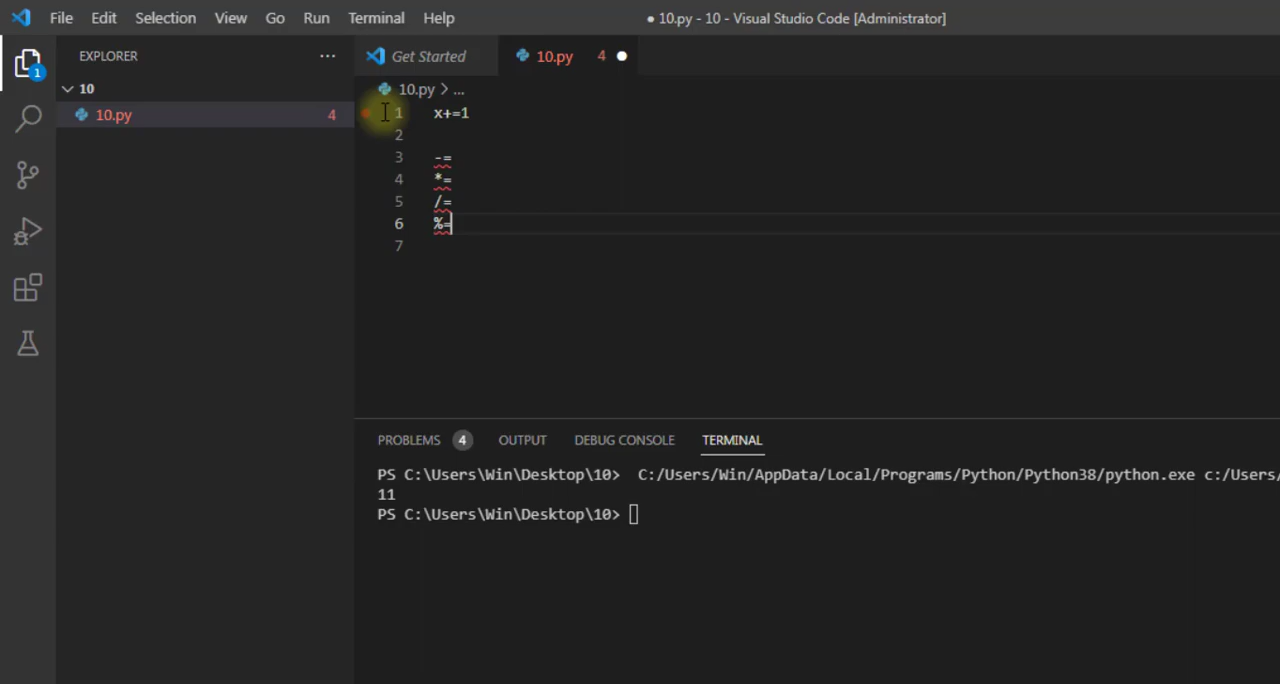 File Edit Selection View Go Run Terminal Help
● 10.py - 10 - Visual Studio Code [Administrator]
EXPLORER ...
1
10
10.py 4
Get Started
10.py 4
10.py > ...
1 x+=1
2
3 -=
4 *=
5 /=
6 %=
7
PROBLEMS 4 OUTPUT DEBUG CONSOLE TERMINAL
PS C:\Users\Win\Desktop\10> C:/Users/Win/AppData/Local/Programs/Python/Python38/python.exe c:/Users/
11
PS C:\Users\Win\Desktop\10>